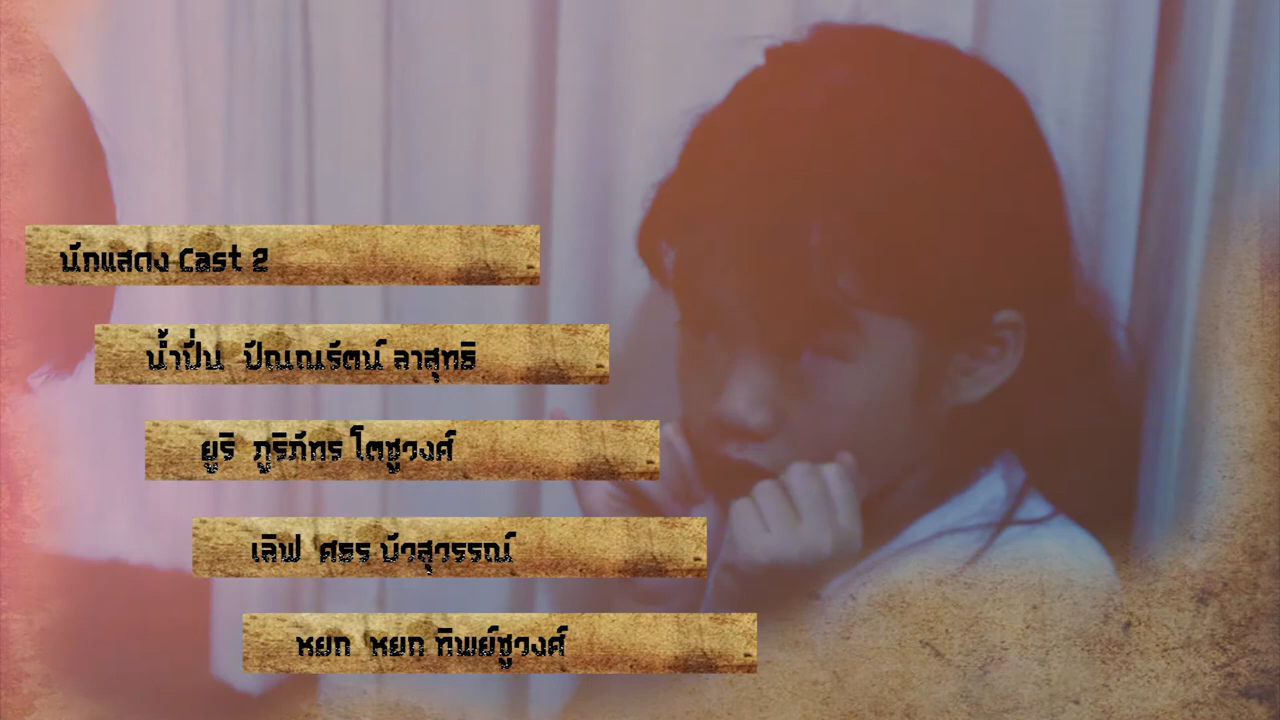 นักแสดง Cast 2
น้ำปิ่น ปัณณรัตน์ ลาสุทธิ
ยูริ ภูริภัทร โตชูวงศ์
เลิฟ ศธร บัวสุวรรณ์
หยก หยก ทิพย์ชูวงศ์